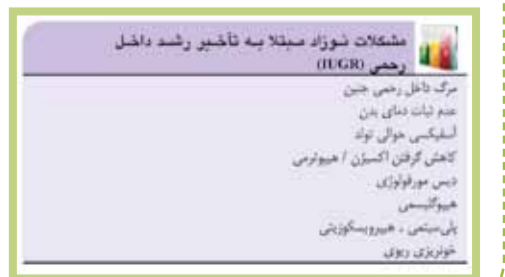 مشکلات نوزاد مبتلا به تأخیر رشد داخل
رحمی (IUGR)
مرگ داخل رحمی جنین
عدم ثبات دمای بدن
آسفیکسی حوالی تولد
کاهش گرفتن اکسیژن / هیپوترمی
دیس مورفولوژی
هیپوگلیسمی
پلی‌سیتمی ، هیپرویسکوزیتی
خونریزی ریوی